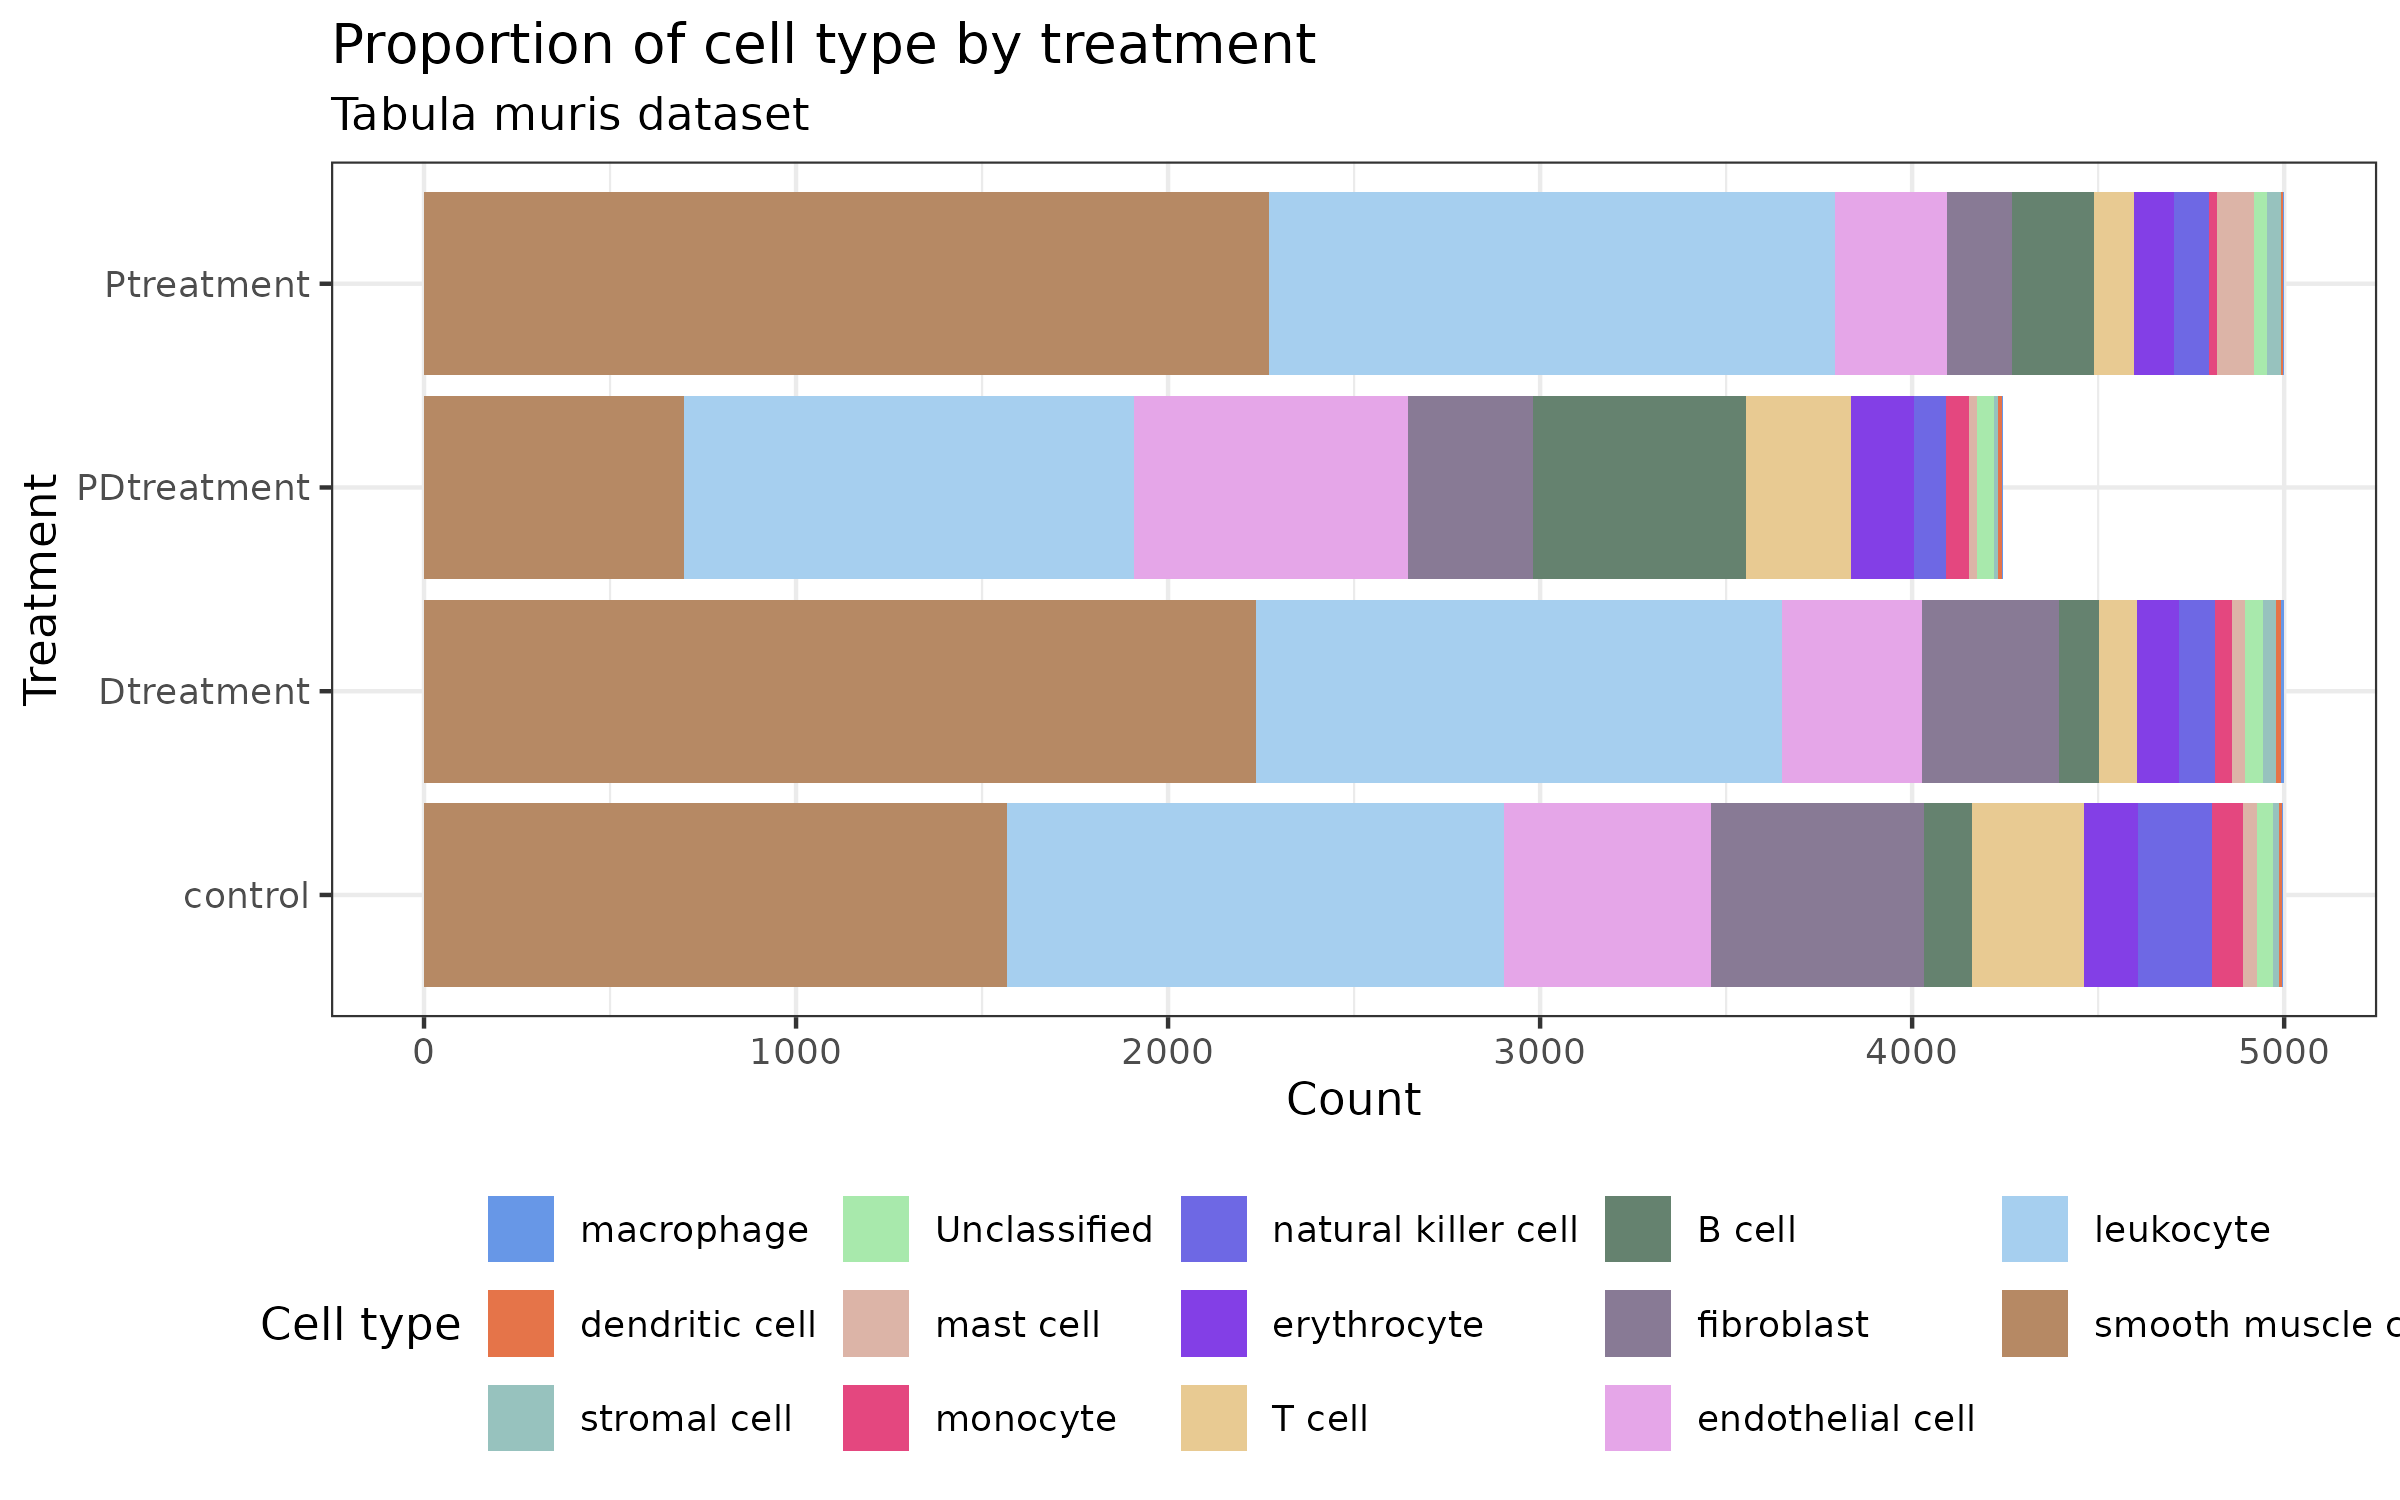 Proportion of cell type by treatment
Tabula muris dataset
Ptreatment
PDtreatment
Dtreatment
control
Treatment
0 1000 2000 3000 4000 5000
Count
Cell type
macrophage Unclassified natural killer cell B cell leukocyte
dendritic cell mast cell erythrocyte fibroblast smooth muscle
stromal cell monocyte T cell endothelial cell